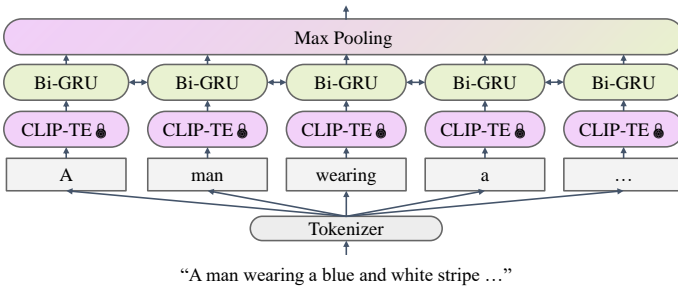 Max Pooling
Bi-GRU Bi-GRU Bi-GRU Bi-GRU Bi-GRU
CLIP-TE CLIP-TE CLIP-TE CLIP-TE CLIP-TE
A man wearing a …
Tokenizer
“A man wearing a blue and white stripe …”